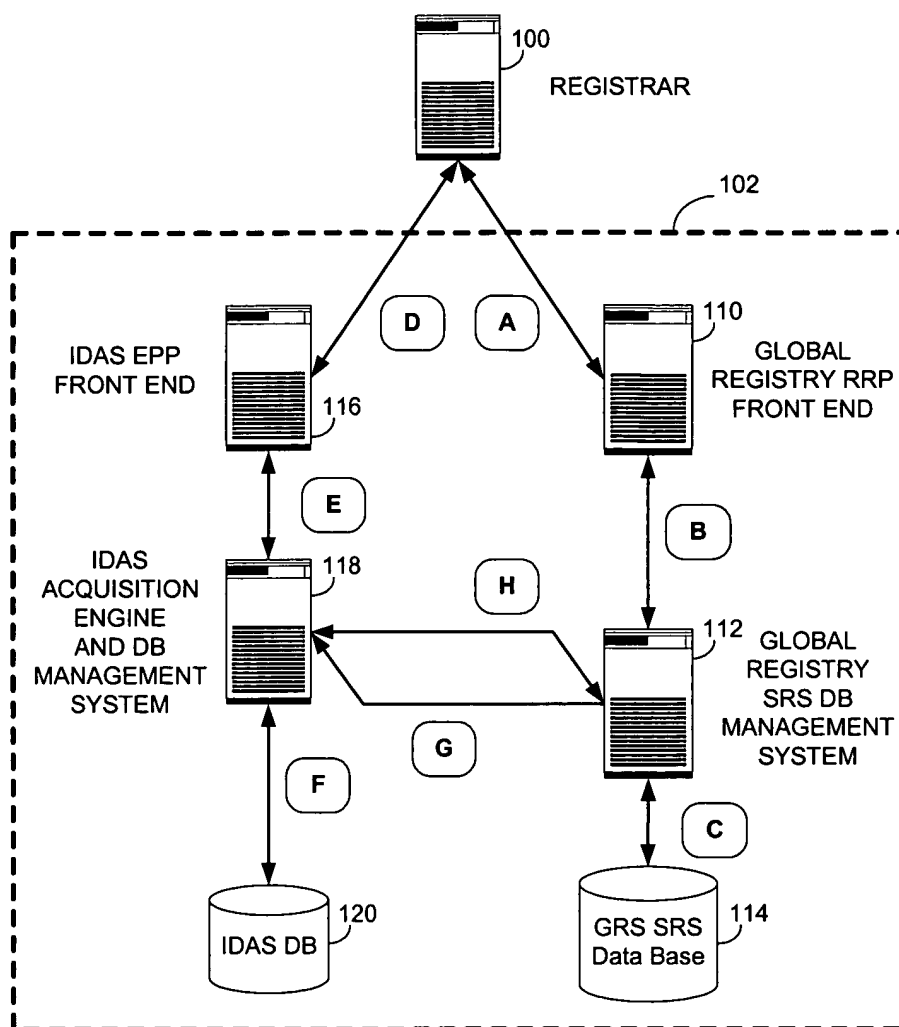 100
REGISTRAR
102
D
A
110
IDAS EPP
FRONT END
116
GLOBAL
REGISTRY RRP
FRONT END
E
B
IDAS
ACQUISITION
ENGINE
AND DB
MANAGEMENT
SYSTEM
118
H
112
GLOBAL
REGISTRY
SRS DB
MANAGEMENT
SYSTEM
G
F
C
IDAS DB
120
GRS SRS
Data Base
114